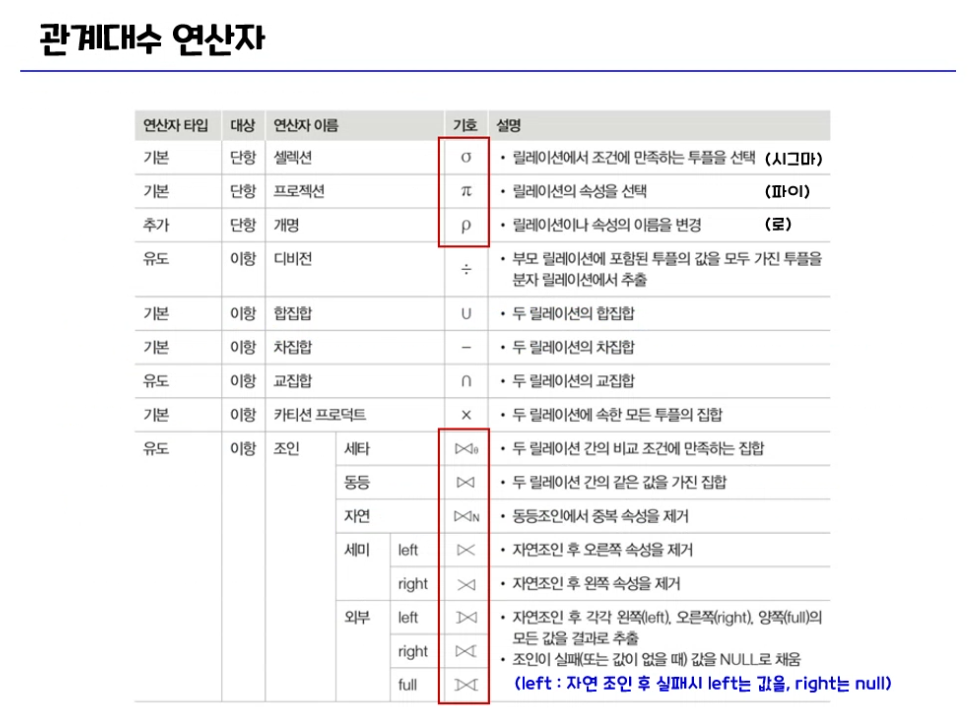 관계대수 연산자
연산자 타입 대상 연산자 이름 기호 설명
기본 단항 셀렉션 σ • 릴레이션에서 조건에 만족하는 투플을 선택 (시그마)
기본 단항 프로젝션 π • 릴레이션의 속성을 선택 (파이)
추가 단항 개명 ρ • 릴레이션이나 속성의 이름을 변경 (로)
유도 이항 디비전 ÷ • 부모 릴레이션에 포함된 투플의 값을 모두 가진 투플을
분자 릴레이션에서 추출
기본 이항 합집합 ∪ • 두 릴레이션의 합집합
기본 이항 차집합 − • 두 릴레이션의 차집합
유도 이항 교집합 ∩ • 두 릴레이션의 교집합
기본 이항 카티션 프로덕트 × • 두 릴레이션에 속한 모든 투플의 집합
유도 이항 조인 세타 ⋈θ • 두 릴레이션 간의 비교 조건에 만족하는 집합
동등 ⋈ • 두 릴레이션 간의 같은 값을 가진 집합
자연 ⋈N • 동등조인에서 중복 속성을 제거
세미 left ⋉ • 자연조인 후 오른쪽 속성을 제거
right ⋊ • 자연조인 후 왼쪽 속성을 제거
외부 left ⟕ • 자연조인 후 각각 왼쪽(left), 오른쪽(right), 양쪽(full)의
모든 값을 결과로 추출
right ⟖ • 조인이 실패(또는 값이 없을 때) 값을 NULL로 채움
full ⟗ (left : 자연 조인 후 실패시 left는 값을, right는 null)